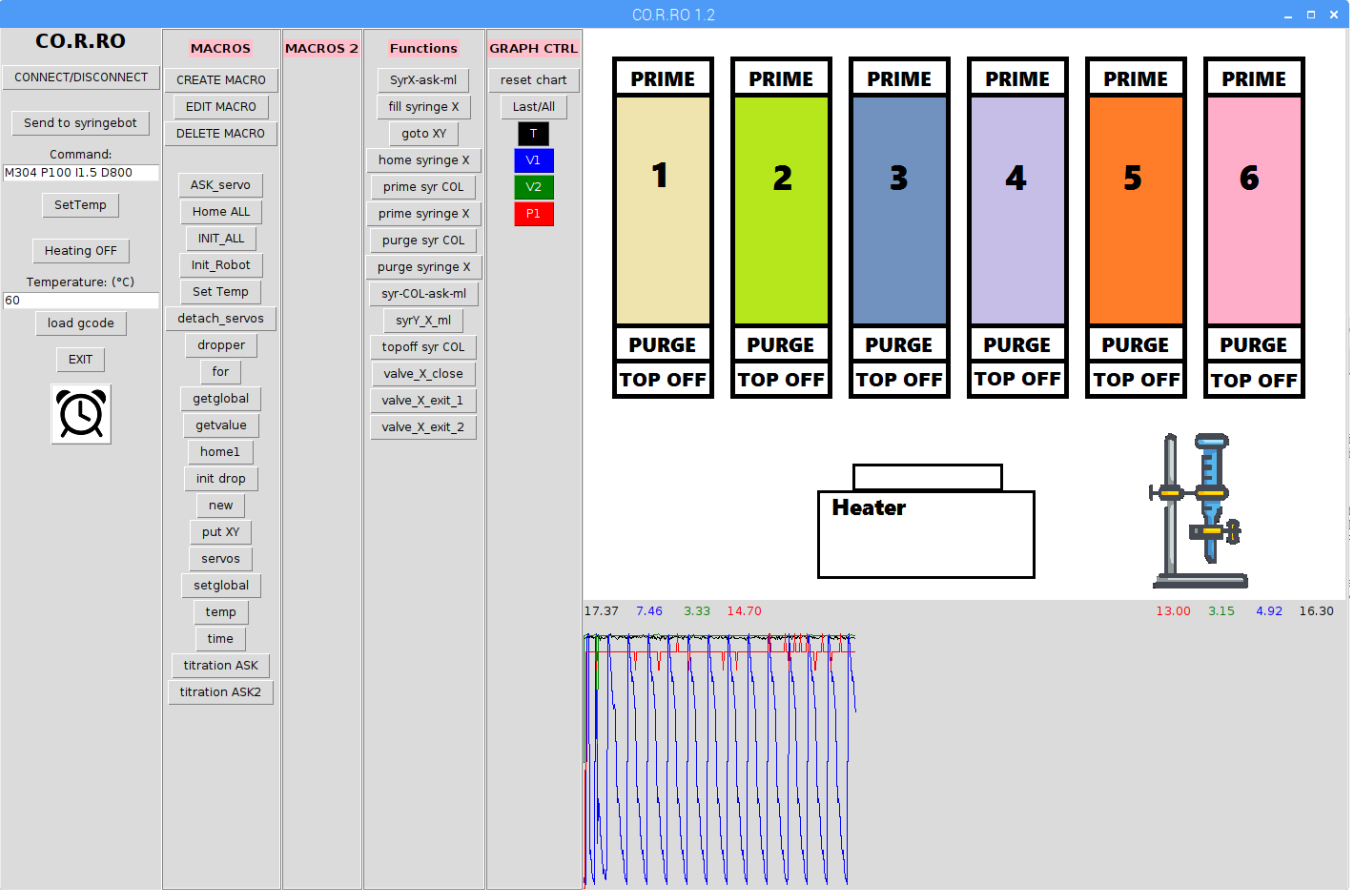 CO.R.RO 1.2
CO.R.RO
CONNECT/DISCONNECT
Send to syringebot
Command:
M304 P100 I1.5 D800
SetTemp
Heating OFF
Temperature: (°C)
60
load gcode
EXIT
MACROS
CREATE MACRO
EDIT MACRO
DELETE MACRO
ASK_servo
Home ALL
INIT_ALL
Init_Robot
Set Temp
detach_servos
dropper
for
getglobal
getvalue
home1
init drop
new
put XY
servos
setglobal
temp
time
titration ASK
titration ASK2
MACROS 2
Functions
SyrX-ask-ml
fill syringe X
goto XY
home syringe X
prime syr COL
prime syringe X
purge syr COL
purge syringe X
syr-COL-ask-ml
syrY_X_ml
topoff syr COL
valve_X_close
valve_X_exit_1
valve_X_exit_2
GRAPH CTRL
reset chart
Last/All
T
V1
V2
P1
PRIME PRIME PRIME PRIME PRIME PRIME
1 2 3 4 5 6
PURGE PURGE PURGE PURGE PURGE PURGE
TOP OFF TOP OFF TOP OFF TOP OFF TOP OFF TOP OFF
Heater
17.37 7.46 3.33 14.70 13.00 3.15 4.92 16.30